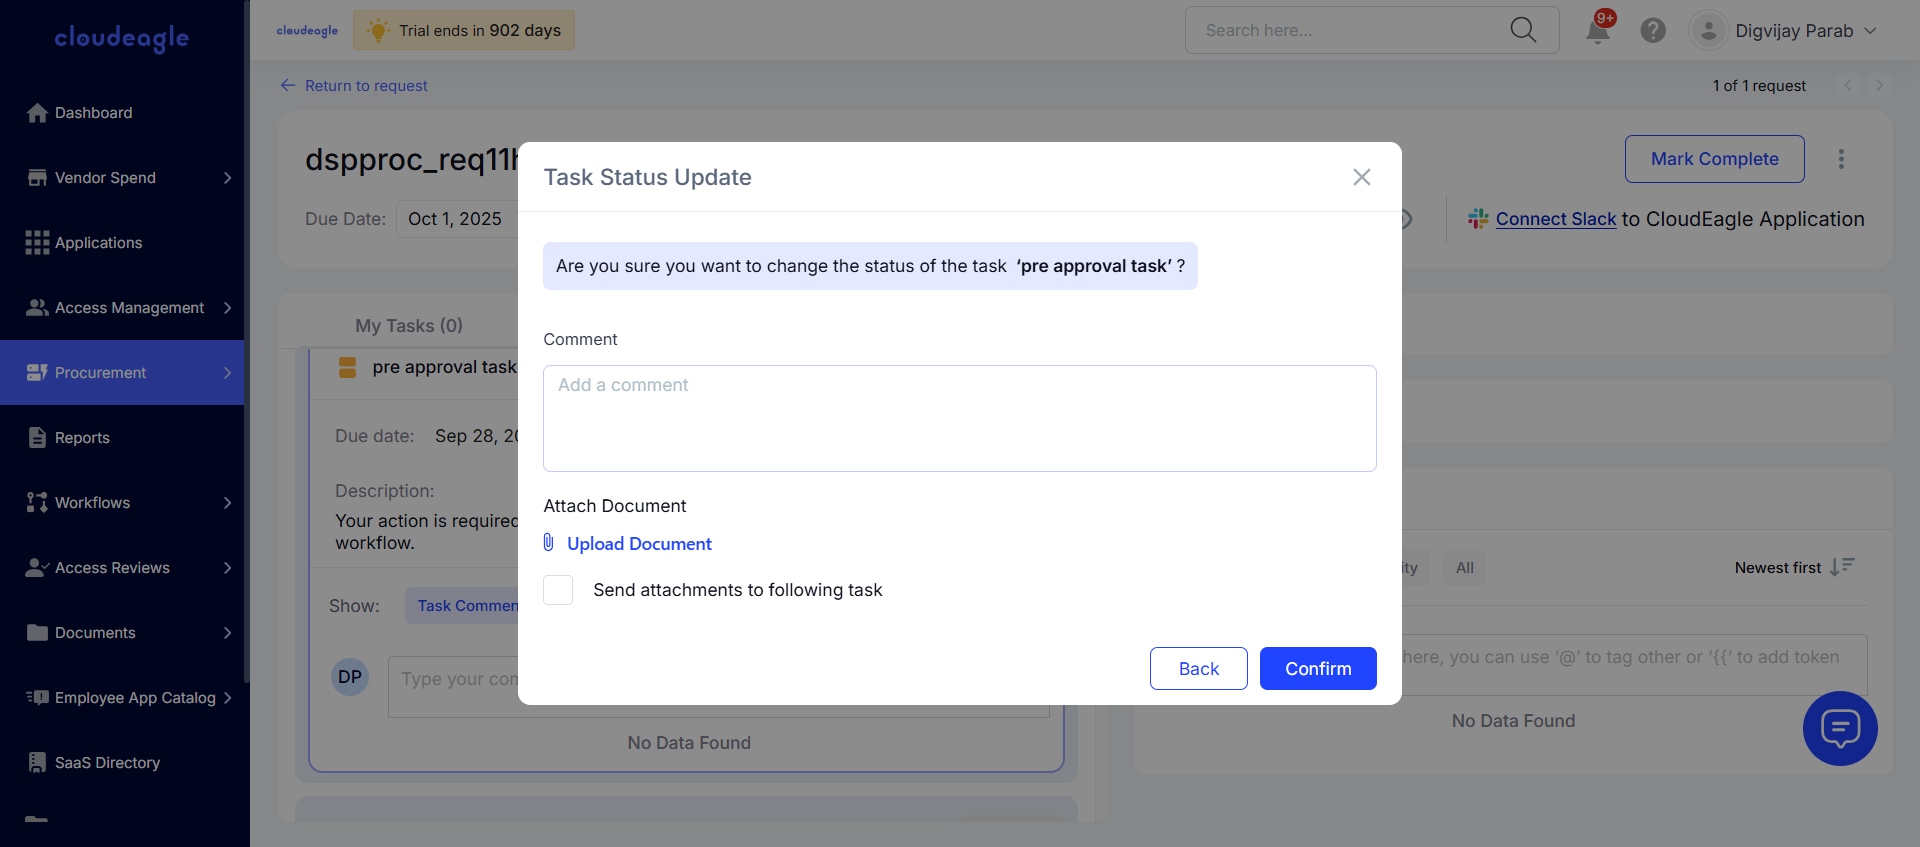 cloudeagle
Dashboard
Vendor Spend
Applications
Access Management
Procurement
Reports
Workflows
Access Reviews
Documents
Employee App Catalog
SaaS Directory
cloudeagle
Trial ends in 902 days
Search here...
9+
Digvijay Parab
Return to request
1 of 1 request
dspproc_req11
Mark Complete
Due Date: Oct 1, 2025
Connect Slack to CloudEagle Application
My Tasks (0)
pre approval task
Due date: Sep 28, 20
Description:
Your action is required
workflow.
Show: Task Commen
DP
Type your con
No Data Found
Task Status Update
Are you sure you want to change the status of the task ‘pre approval task’ ?
Comment
Add a comment
Attach Document
Upload Document
Send attachments to following task
Back
Confirm
ity
All
Newest first
here, you can use ‘@’ to tag other or ‘{{‘ to add token
No Data Found